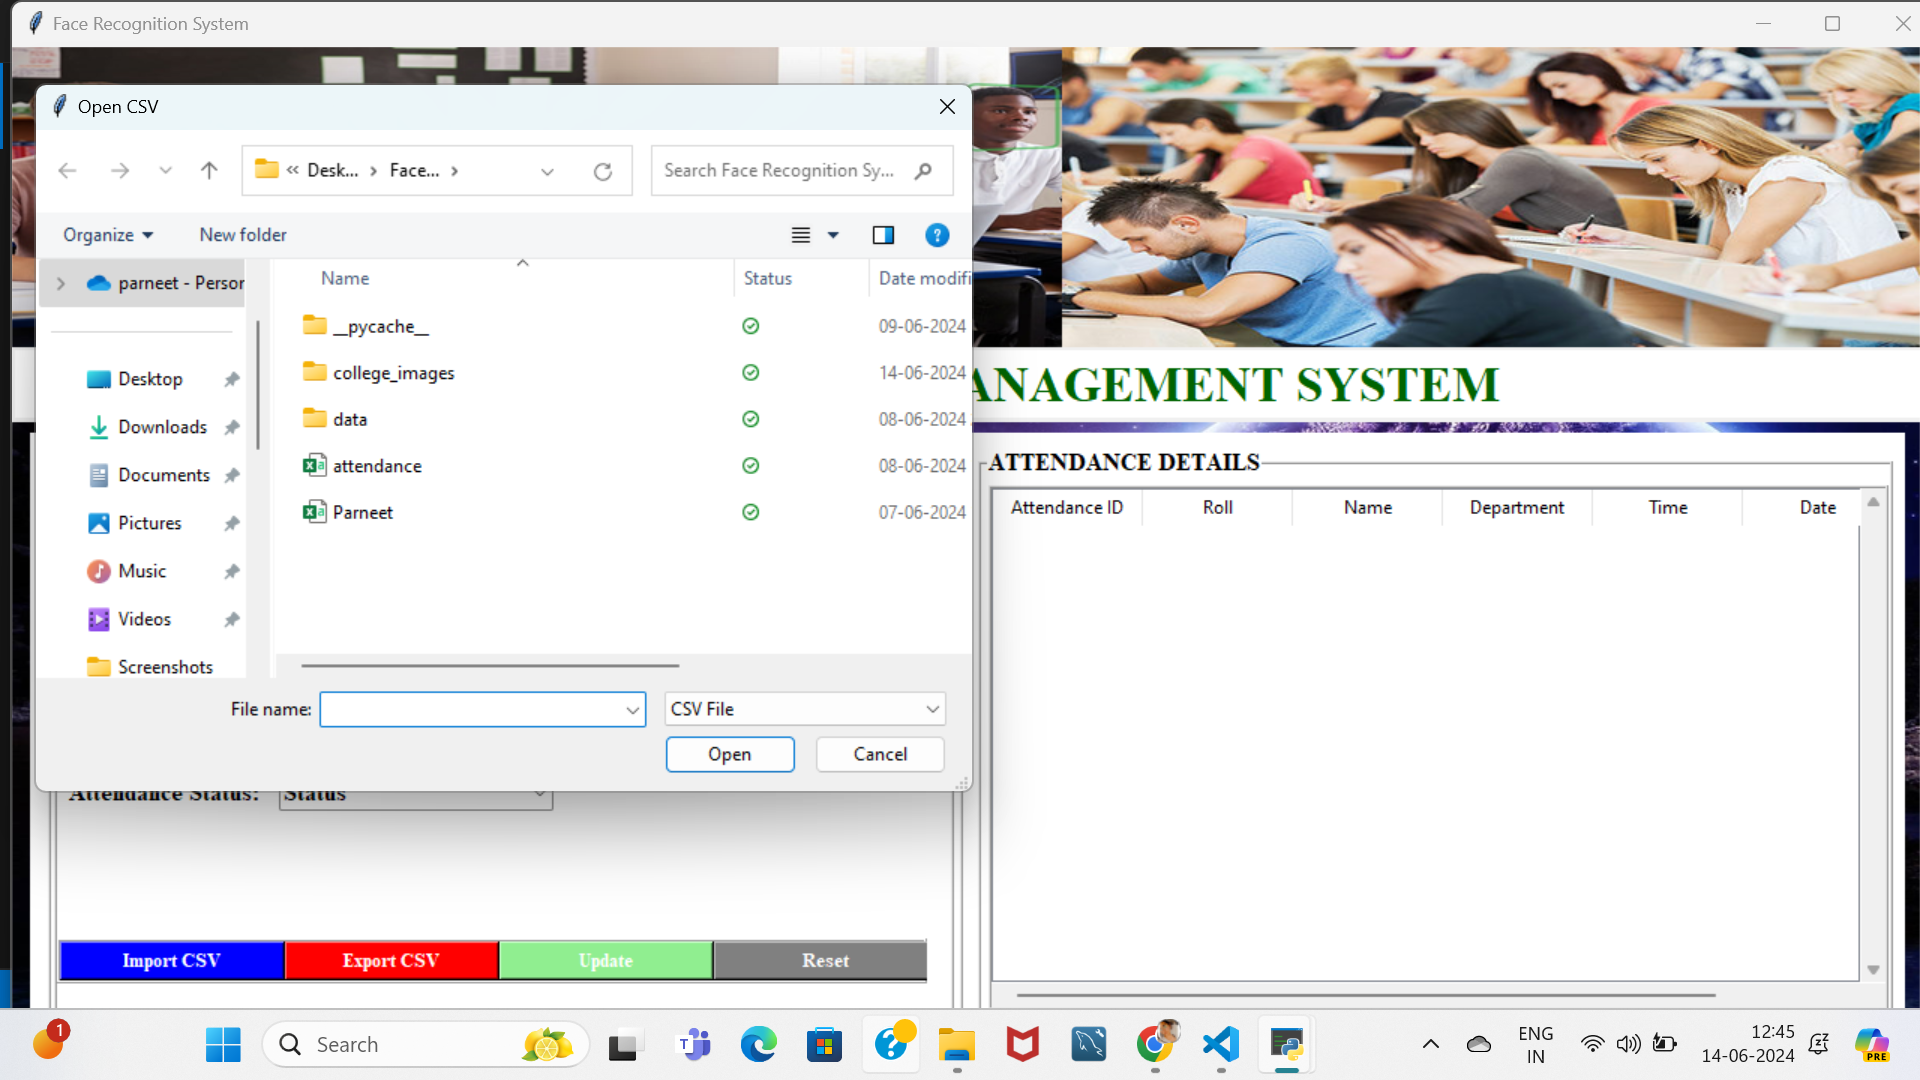 Face Recognition System
Open CSV
« Desk... › Face... ›
Search Face Recognition Sy...
Organize
New folder
parneet - Persor
Name
Status
Date modifi
__pycache__
09-06-2024
college_images
14-06-2024
Desktop
data
08-06-2024
Downloads
attendance
08-06-2024
Documents
Parneet
07-06-2024
Pictures
Music
Videos
Screenshots
File name:
CSV File
Open
Cancel
ANAGEMENT SYSTEM
ATTENDANCE DETAILS
Attendance ID
Roll
Name
Department
Time
Date
Attendance Status:
Status
Import CSV
Export CSV
Update
Reset
1
Search
ENG
IN
12:45
14-06-2024
PRE